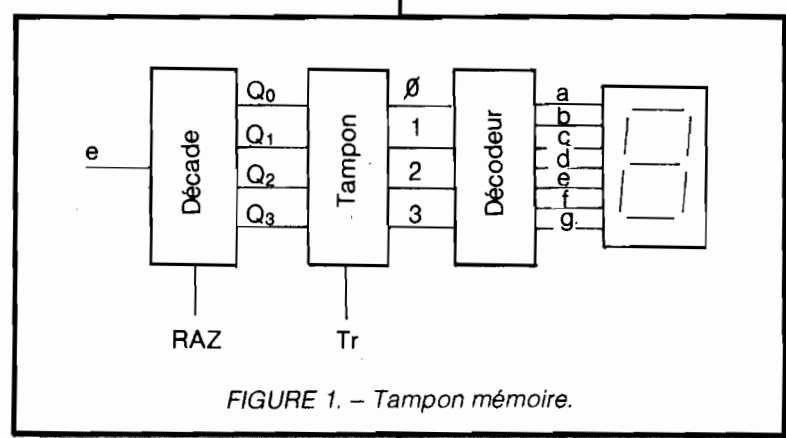 e
Décade
Q0
Q1
Q2
Q3
RAZ
Tampon
Tr
Ø
1
2
3
Décodeur
a
b
c
d
e
f
g
FIGURE 1. – Tampon mémoire.